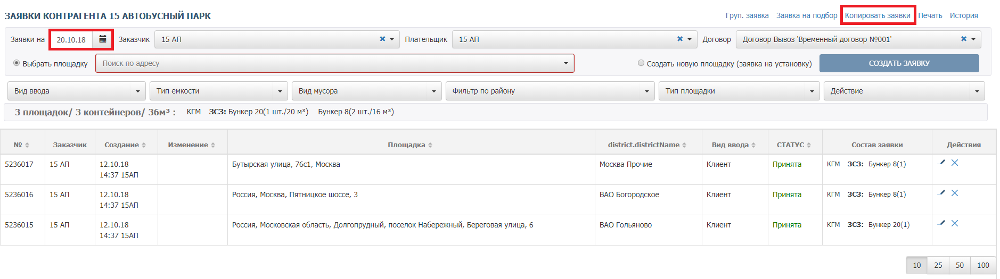 ЗАЯВКИ КОНТРАГЕНТА 15 АВТОБУСНЫЙ ПАРК
Груп. заявка Заявка на подбор Копировать заявки Печать История
Заявки на 20.10.18 Заказчик 15 АП Плательщик 15 АП Договор Договор Вывоз 'Временный договор №001'
Выбрать площадку Поиск по адресу Создать новую площадку (заявка на установку) СОЗДАТЬ ЗАЯВКУ
Вид ввода Тип емкости Вид мусора Фильтр по району Тип площадки Действие
3 площадок/ 3 контейнеров/ 36м³ : КГМ ЗСЗ: Бункер 20(1 шт./20 м³) Бункер 8(2 шт./16 м³)
№ Заказчик Создание Изменение Площадка district.districtName Вид ввода СТАТУС Состав заявки Действия
5236017 15 АП 12.10.18 Бутырская улица, 76с1, Москва Москва Прочие Клиент Принята КГМ ЗСЗ: Бункер 8(1)
14:37 15АП
5236016 15 АП 12.10.18 Россия, Москва, Пятницкое шоссе, 3 ВАО Богородское Клиент Принята КГМ ЗСЗ: Бункер 8(1)
14:37 15АП
5236015 15 АП 12.10.18 Россия, Московская область, Долгопрудный, поселок Набережный, Береговая улица, 6 ВАО Гольяново Клиент Принята КГМ ЗСЗ: Бункер 20(1)
14:37 15АП
10 25 50 100